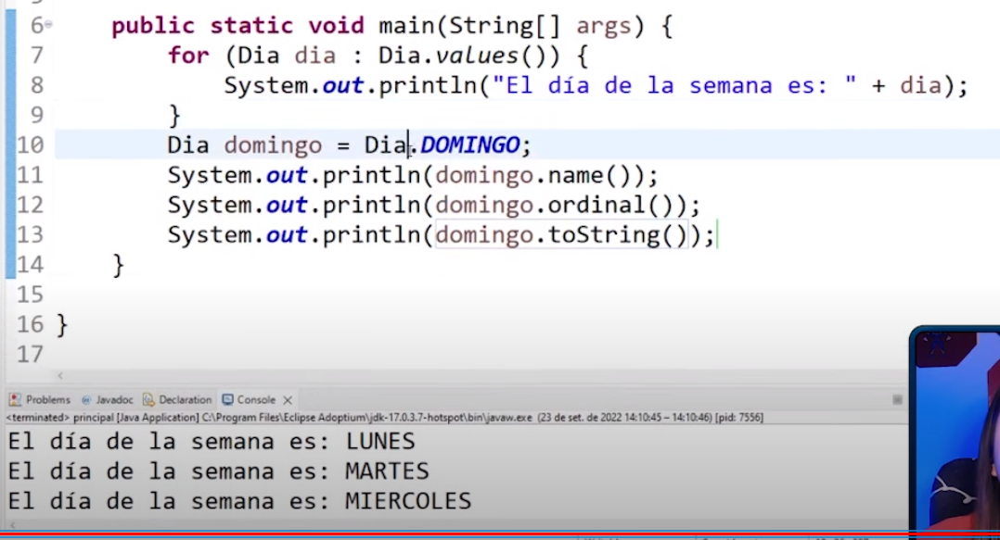 6 public static void main(String[] args) {
7 for (Dia dia : Dia.values()) {
8 System.out.println("El día de la semana es: " + dia);
9 }
10 Dia domingo = Dia.DOMINGO;
11 System.out.println(domingo.name());
12 System.out.println(domingo.ordinal());
13 System.out.println(domingo.toString());
14 }
15
16 }
17
Problems Javadoc Declaration Console
<terminated> principal [Java Application] C:\Program Files\Eclipse Adoptium\jdk-17.0.3.7-hotspot\bin\javaw.exe (23 de set. de 2022 14:10:45 – 14:10:46) [pid: 7556]
El día de la semana es: LUNES
El día de la semana es: MARTES
El día de la semana es: MIERCOLES